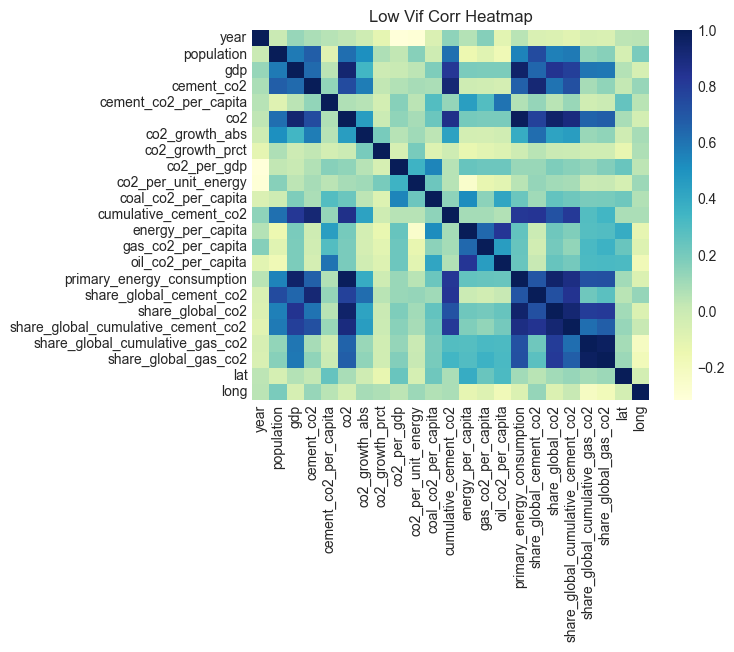 Low Vif Corr Heatmap
year
population
gdp
cement_co2
cement_co2_per_capita
co2
co2_growth_abs
co2_growth_prct
co2_per_gdp
co2_per_unit_energy
coal_co2_per_capita
cumulative_cement_co2
energy_per_capita
gas_co2_per_capita
oil_co2_per_capita
primary_energy_consumption
share_global_cement_co2
share_global_co2
share_global_cumulative_cement_co2
share_global_cumulative_gas_co2
share_global_gas_co2
lat
long
year
population
gdp
cement_co2
cement_co2_per_capita
co2
co2_growth_abs
co2_growth_prct
co2_per_gdp
co2_per_unit_energy
coal_co2_per_capita
cumulative_cement_co2
energy_per_capita
gas_co2_per_capita
oil_co2_per_capita
primary_energy_consumption
share_global_cement_co2
share_global_co2
share_global_cumulative_cement_co2
share_global_cumulative_gas_co2
share_global_gas_co2
lat
long
1.0
0.8
0.6
0.4
0.2
0.0
−0.2